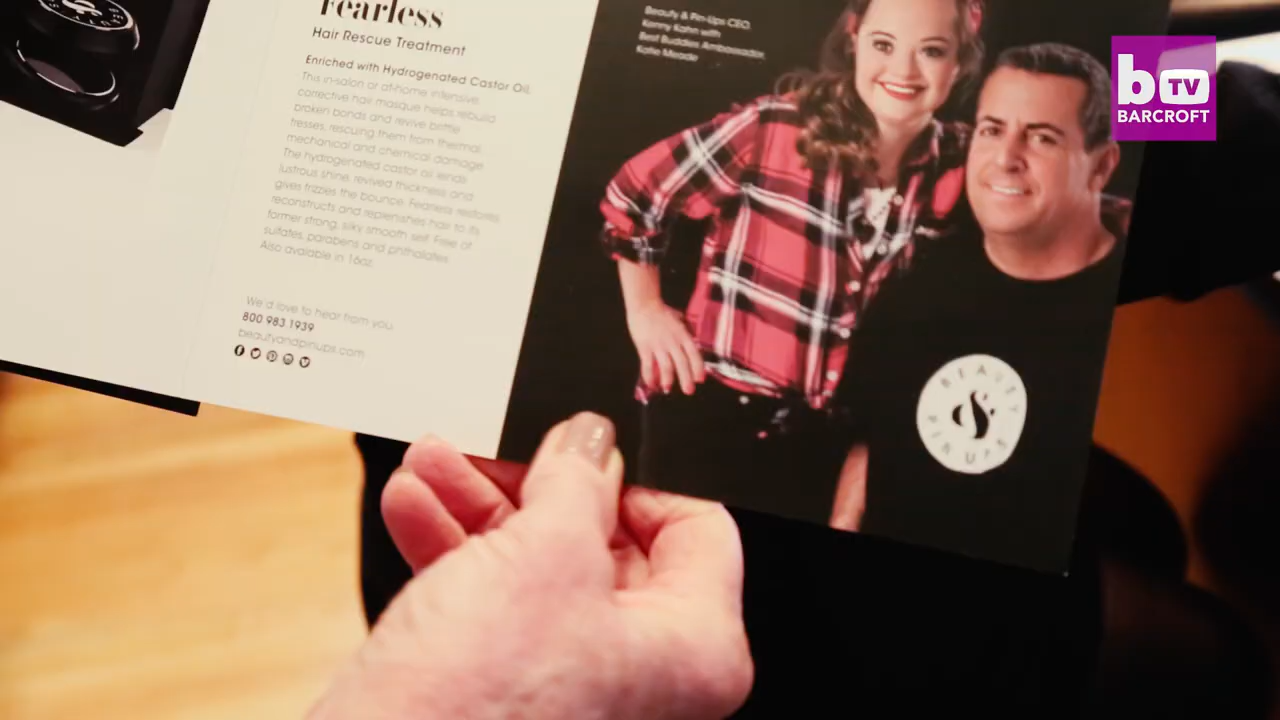 Fearless
Hair Rescue Treatment
Enriched with Hydrogenated Castor Oil.
This in-salon or at-home intensive,
corrective hair masque helps rebuild
broken bonds and revive brittle
tresses, rescuing them from thermal,
mechanical and chemical damage.
The hydrogenated castor oil lends
lustrous shine, revived thickness and
gives frizzies the bounce. Fearless restores,
reconstructs and replenishes hair to its
former strong, silky smooth self. Free of
sulfates, parabens and phthalates.
Also available in 16oz.
We'd love to hear from you.
800.983.1939
beautyandpinups.com
Beauty & Pin-Ups CEO,
Kenny Kahn with
Best Buddies Ambassador,
Katie Meade
BEAUTY
&
PIN UPS
b TV
BARCROFT